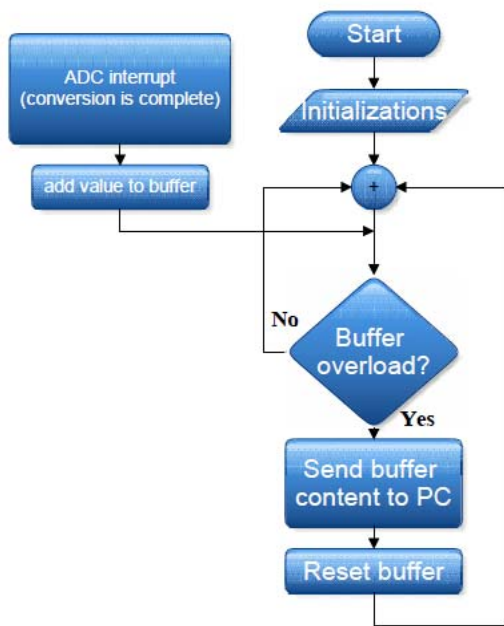 Start
ADC interrupt
(conversion is complete)
Initializations
add value to buffer
+
No
Buffer
overload?
Yes
Send buffer
content to PC
Reset buffer